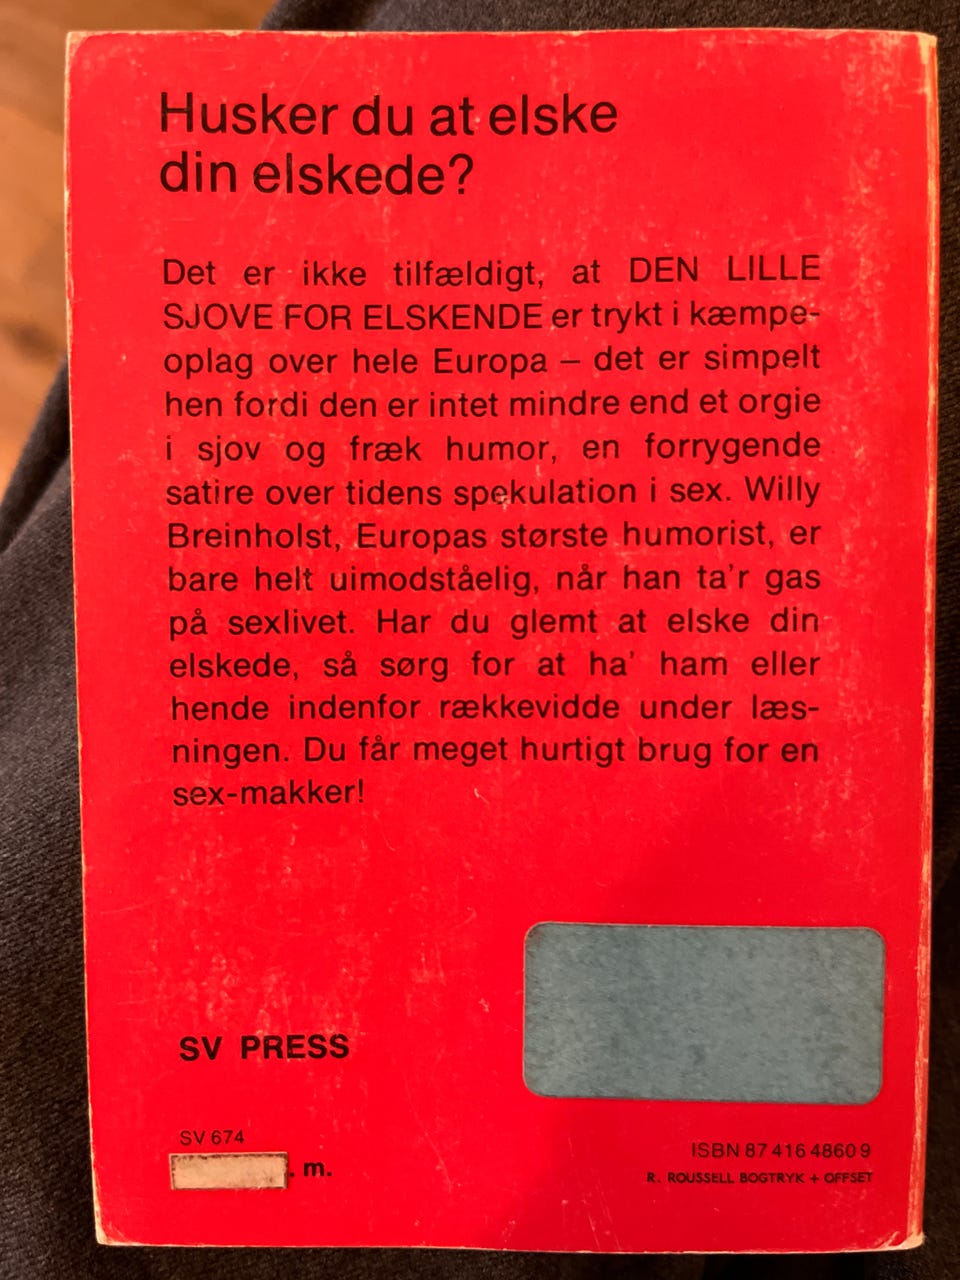 Husker du at elske
din elskede?
Det er ikke tilfældigt, at DEN LILLE
SJOVE FOR ELSKENDE er trykt i kæmpe-
oplag over hele Europa – det er simpelt
hen fordi den er intet mindre end et orgie
i sjov og fræk humor, en forrygende
satire over tidens spekulation i sex. Willy
Breinholst, Europas største humorist, er
bare helt uimodståelig, når han ta'r gas
på sexlivet. Har du glemt at elske din
elskede, så sørg for at ha' ham eller
hende indenfor rækkevidde under læs-
ningen. Du får meget hurtigt brug for en
sex-makker!
SV PRESS
SV 674
. m.
ISBN 87 416 4860 9
R. ROUSSELL BOGTRYK + OFFSET